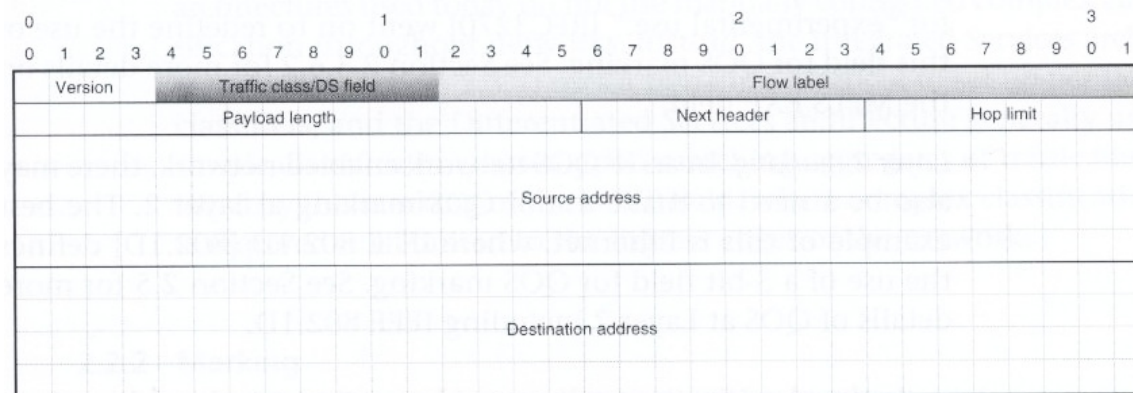 0 1 2 3
0 1 2 3 4 5 6 7 8 9 0 1 2 3 4 5 6 7 8 9 0 1 2 3 4 5 6 7 8 9 0 1
Version Traffic class/DS field Flow label
Payload length Next header Hop limit
Source address
Destination address